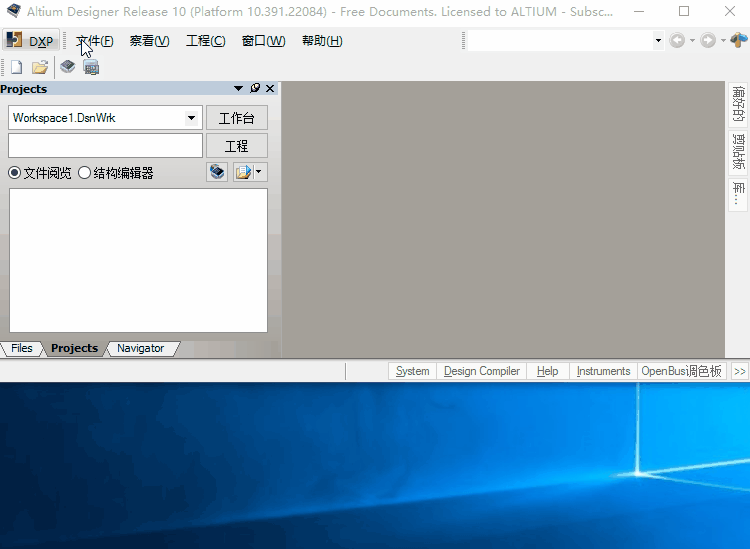 Altium Designer Release 10 (Platform 10.391.22084) - Free Documents. Licensed to ALTIUM - Subsc...
DXP 文件(F) 察看(V) 工程(C) 窗口(W) 帮助(H)
Projects
Workspace1.DsnWrk 工作台
工程
文件阅览 结构编辑器
偏好的
剪贴板
库...
Files Projects Navigator
System Design Compiler Help Instruments OpenBus调色板 >>